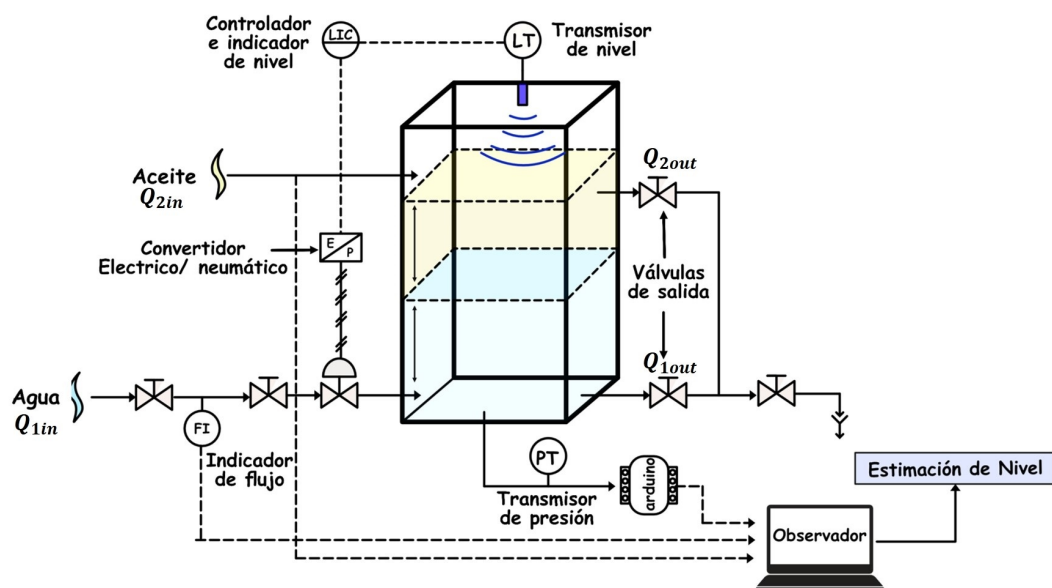 Controlador
e indicador
de nivel
LIC
LT
Transmisor
de nivel
Aceite
Q2in
Q2out
E
P
Convertidor
Electrico/ neumático
Válvulas
de salida
Q1out
Agua
Q1in
FI
Indicador
de flujo
PT
Transmisor
de presión
arduino
Estimación de Nivel
Observador